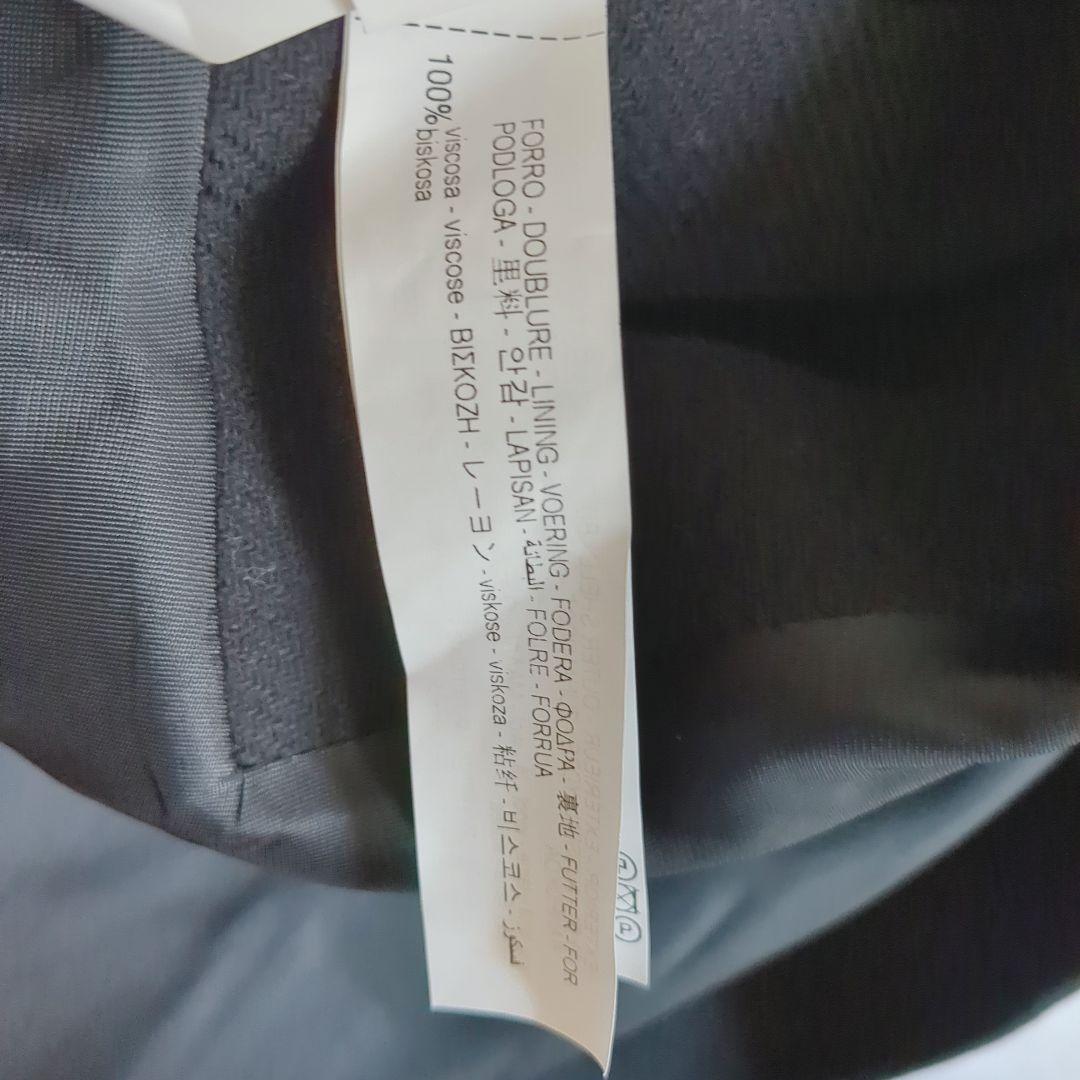 FORRO - DOUBLURE - LINING - VOERING - FODERA - ΦΟΔΡΑ - 裏地 - FUTTER - FOR
PODLOGA - 里料 - 안감 - LAPISAN - البطانة - FOLRE - FORRUA
100% viscosa - viscose - ΒΙΣΚΟΖΗ - レーヨン - viskose - viskoza - 粘纤 - 비스코스 - فسكوز
biskosa